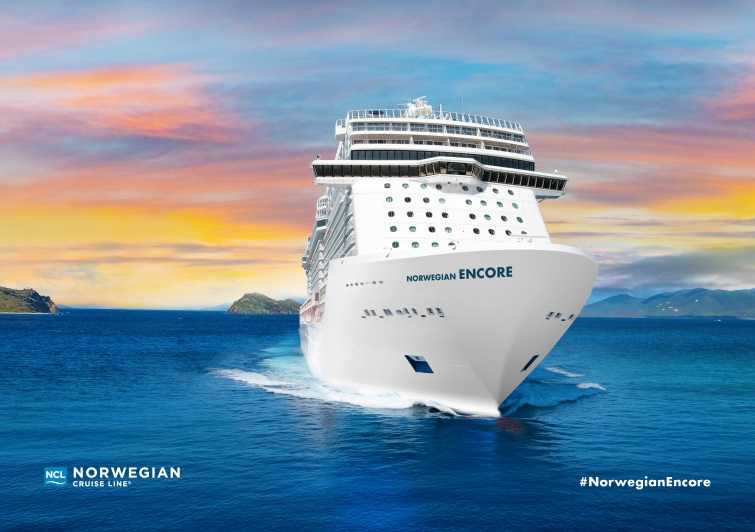 NORWEGIAN ENCORE
NCL NORWEGIAN
CRUISE LINE®
#NorwegianEncore